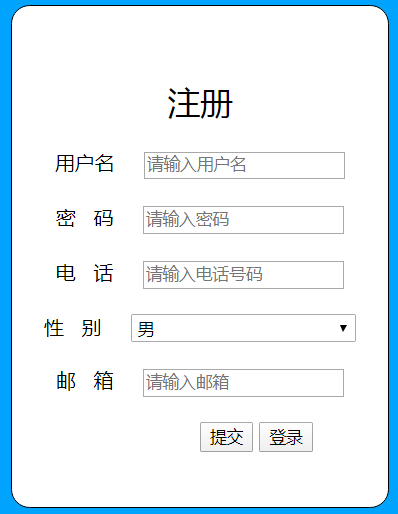 注册
用户名 请输入用户名
密 码 请输入密码
电 话 请输入电话号码
性 别 男
邮 箱 请输入邮箱
提交 登录